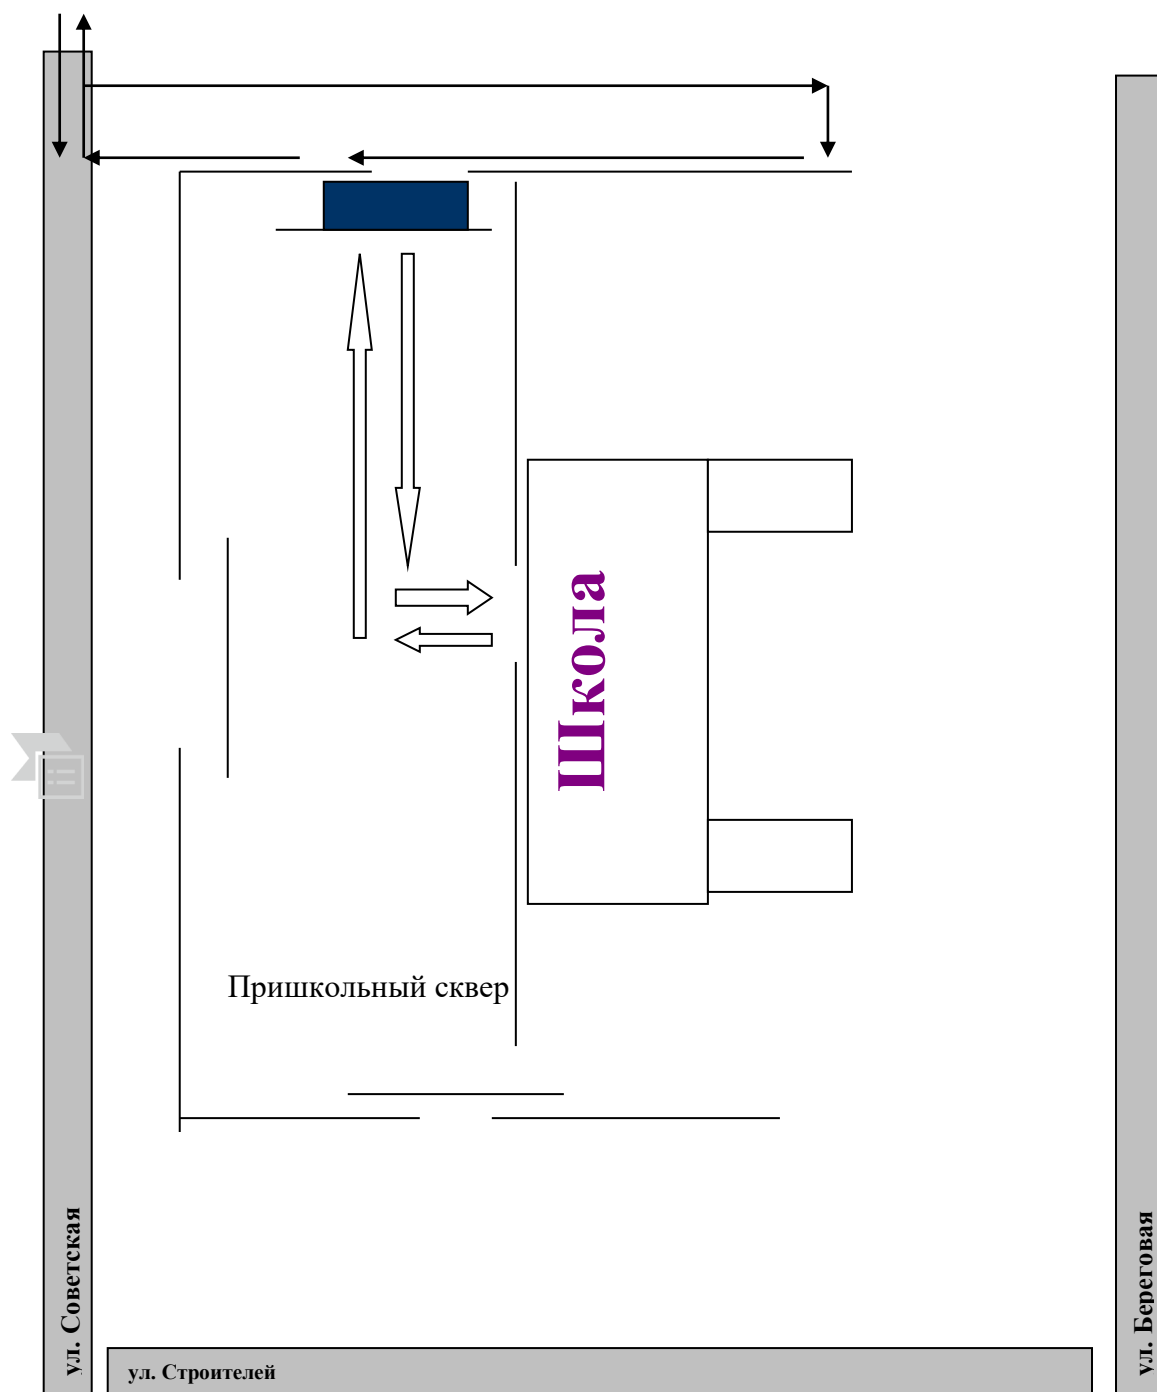 Школа
Пришкольный сквер
ул. Советская
ул. Береговая
ул. Строителей